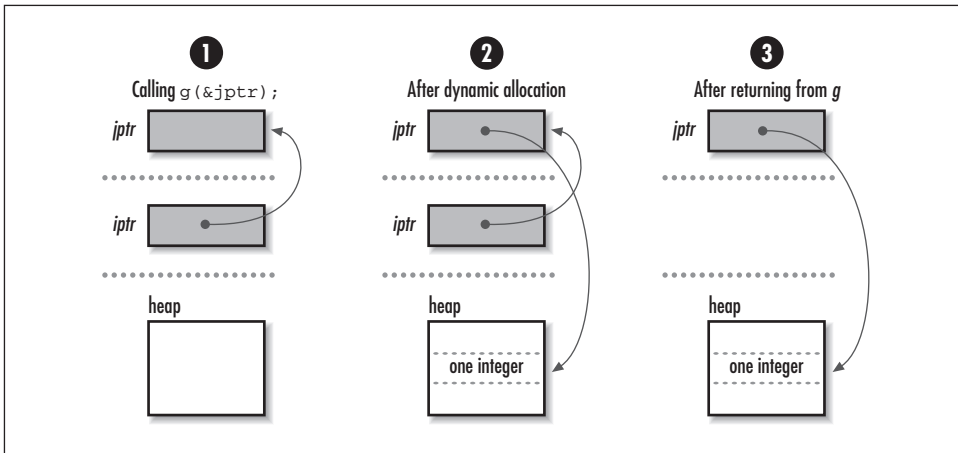 1
Calling g(&jptr);
jptr
iptr
heap
2
After dynamic allocation
jptr
iptr
heap
one integer
3
After returning from g
jptr
heap
one integer